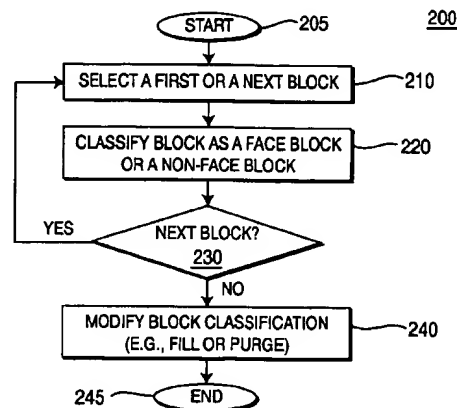 START
205
200
SELECT A FIRST OR A NEXT BLOCK
210
CLASSIFY BLOCK AS A FACE BLOCK
OR A NON-FACE BLOCK
220
YES
NEXT BLOCK?
230
NO
MODIFY BLOCK CLASSIFICATION
(E.G., FILL OR PURGE)
240
245
END